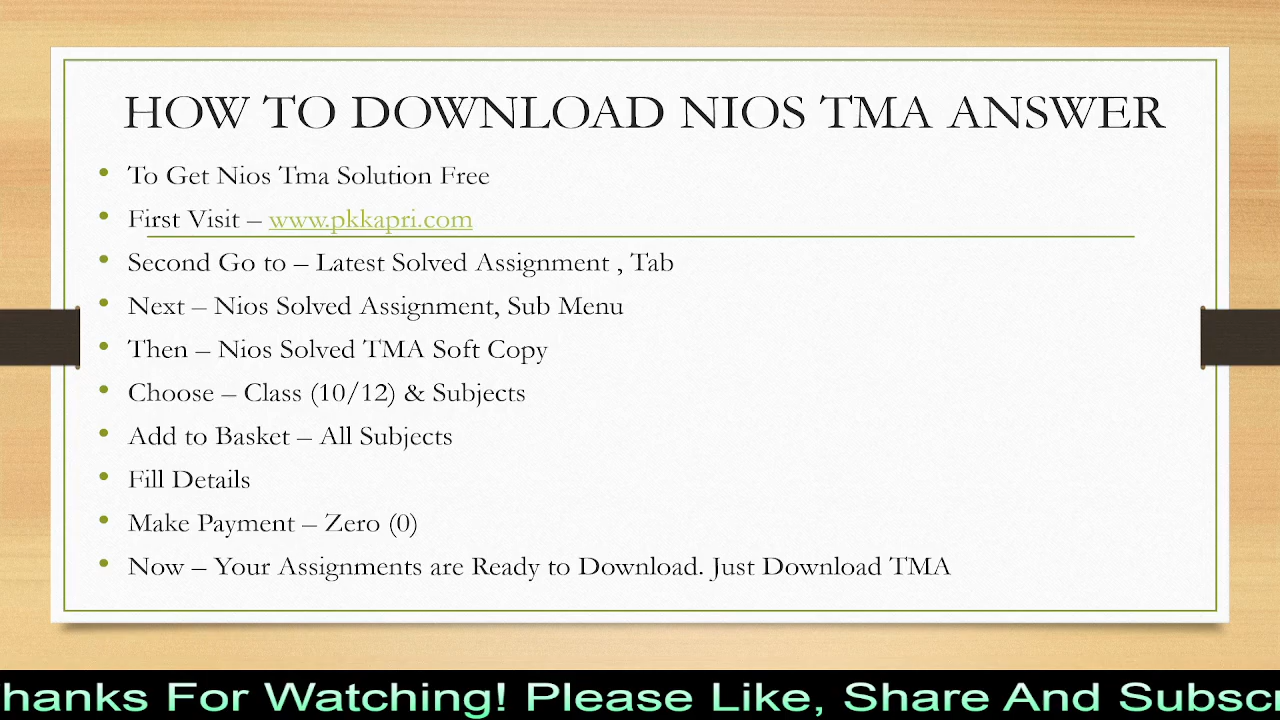 HOW TO DOWNLOAD NIOS TMA ANSWER
• To Get Nios Tma Solution Free
• First Visit – www.pkkapri.com
• Second Go to – Latest Solved Assignment , Tab
• Next – Nios Solved Assignment, Sub Menu
• Then – Nios Solved TMA Soft Copy
• Choose – Class (10/12) & Subjects
• Add to Basket – All Subjects
• Fill Details
• Make Payment – Zero (0)
• Now – Your Assignments are Ready to Download. Just Download TMA
hanks For Watching! Please Like, Share And Subsci